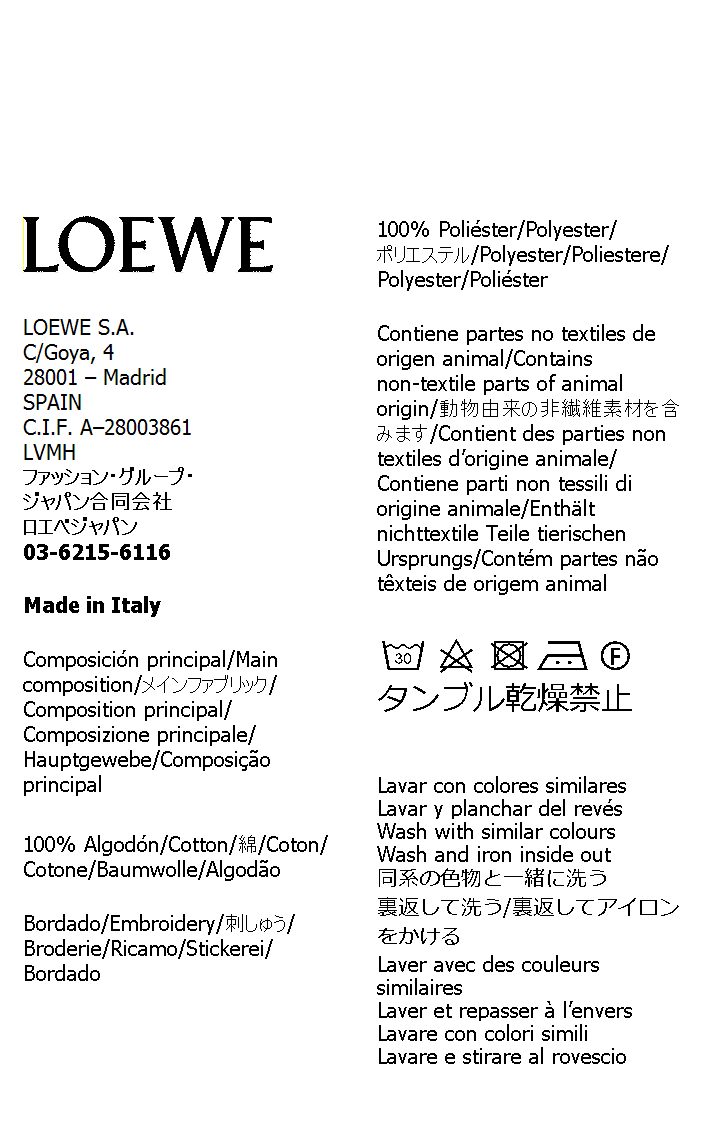 LOEWE
LOEWE S.A.
C/Goya, 4
28001 – Madrid
SPAIN
C.I.F. A–28003861
LVMH
ファッション・グループ・
ジャパン合同会社
ロエベジャパン
03-6215-6116
Made in Italy
Composición principal/Main
composition/メインファブリック/
Composition principal/
Composizione principale/
Hauptgewebe/Composição
principal
100% Algodón/Cotton/綿/Coton/
Cotone/Baumwolle/Algodão
Bordado/Embroidery/刺しゅう/
Broderie/Ricamo/Stickerei/
Bordado
100% Poliéster/Polyester/
ポリエステル/Polyester/Poliestere/
Polyester/Poliéster
Contiene partes no textiles de
origen animal/Contains
non-textile parts of animal
origin/動物由来の非繊維素材を含
みます/Contient des parties non
textiles d’origine animale/
Contiene parti non tessili di
origine animale/Enthält
nichttextile Teile tierischen
Ursprungs/Contém partes não
têxteis de origem animal
30 F
タンブル乾燥禁止
Lavar con colores similares
Lavar y planchar del revés
Wash with similar colours
Wash and iron inside out
同系の色物と一緒に洗う
裏返して洗う/裏返してアイロン
をかける
Laver avec des couleurs
similaires
Laver et repasser à l’envers
Lavare con colori simili
Lavare e stirare al rovescio